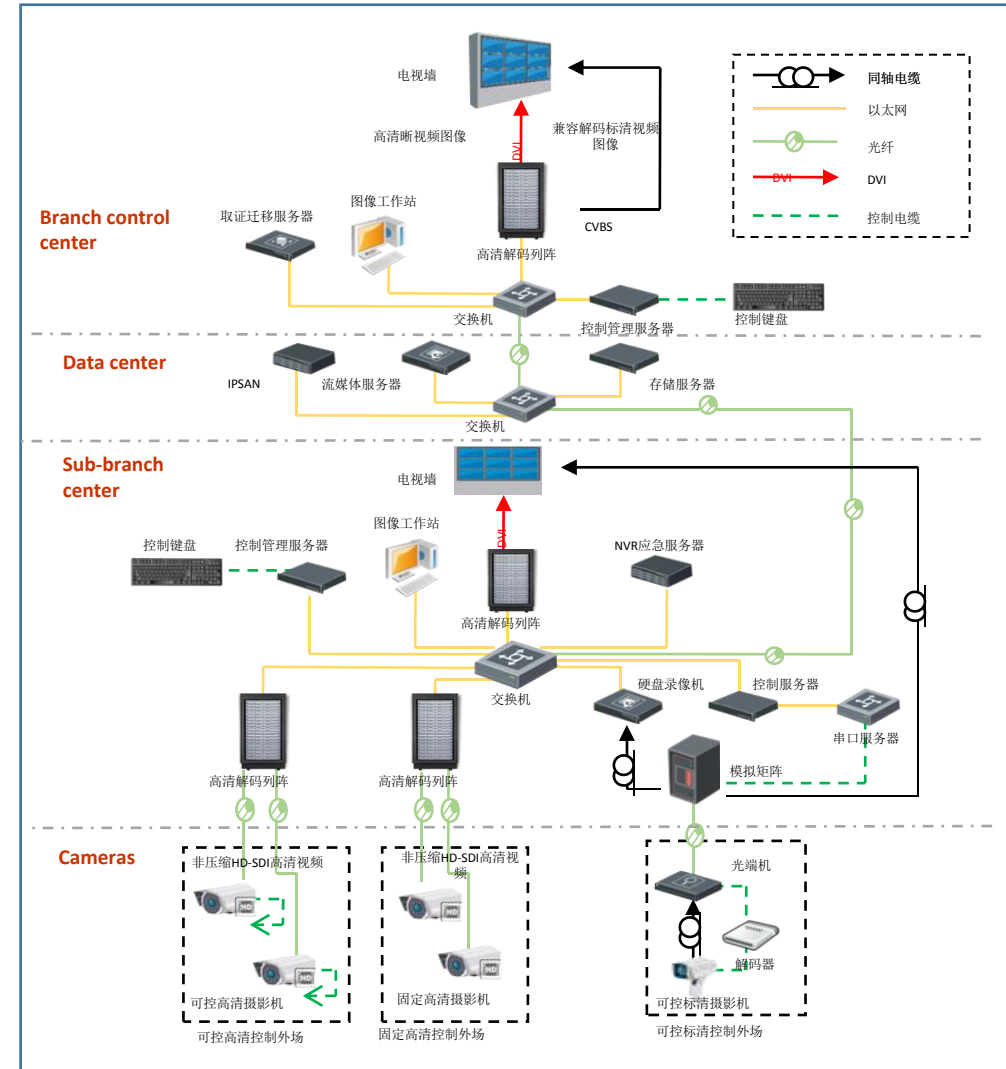 电视墙
同轴电缆
以太网
高清晰视频图像
兼容解码标清视频
图像
光纤
DVI
DVI
DVI
Branch control
center
取证迁移服务器
图像工作站
CVBS
控制电缆
高清解码列阵
交换机
控制管理服务器
控制键盘
Data center
IPSAN
流媒体服务器
存储服务器
交换机
Sub-branch
center
电视墙
图像工作站
DVI
控制键盘
控制管理服务器
NVR应急服务器
高清解码列阵
交换机
硬盘录像机
控制服务器
串口服务器
高清解码列阵
高清解码列阵
模拟矩阵
Cameras
非压缩HD-SDI高清视频
非压缩HD-SDI高清视
频
光端机
HD
HD
HD
HD
解码器
可控高清摄影机
固定高清摄影机
可控标清摄影机
可控高清控制外场
固定高清控制外场
可控标清控制外场